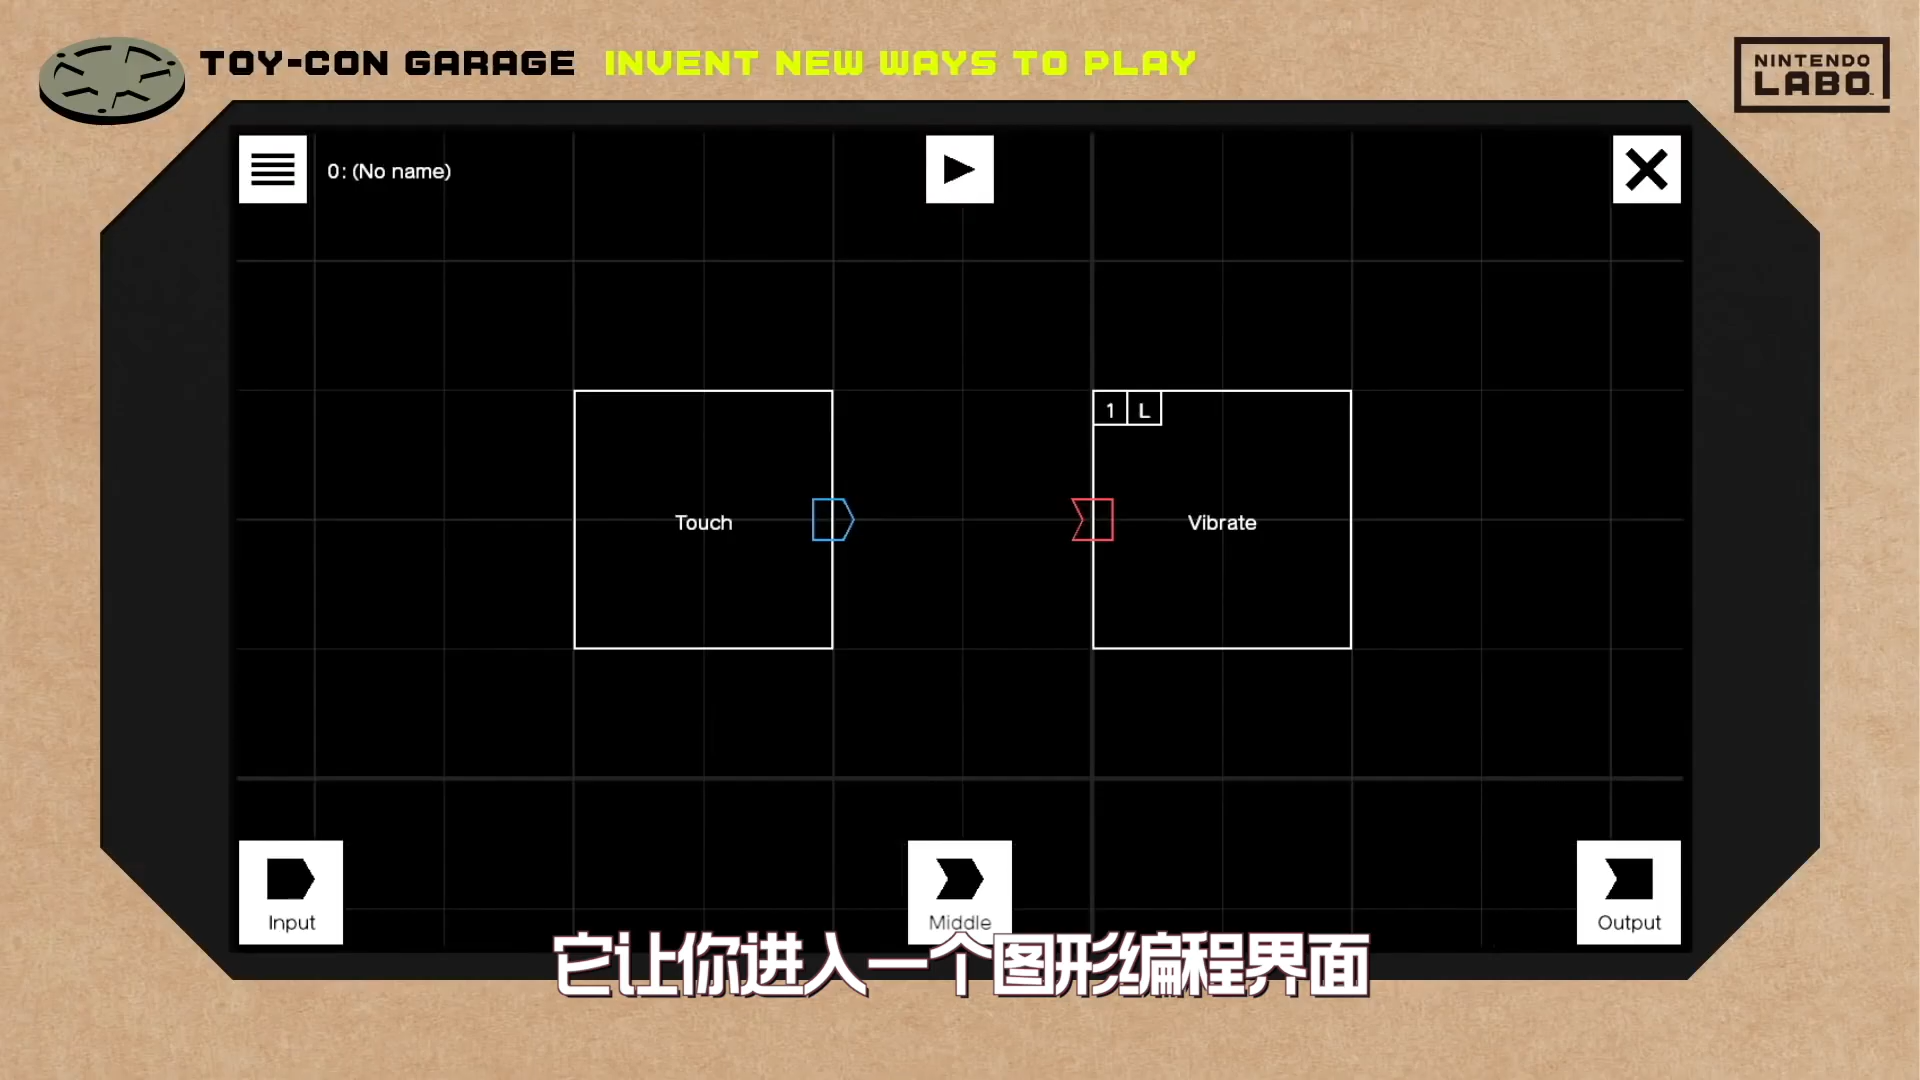 TOY-CON GARAGE INVENT NEW WAYS TO PLAY
NINTENDO
LABO
0: (No name)
1 L
Touch
Vibrate
Input
Middle
Output
它让你进入一个图形编程界面